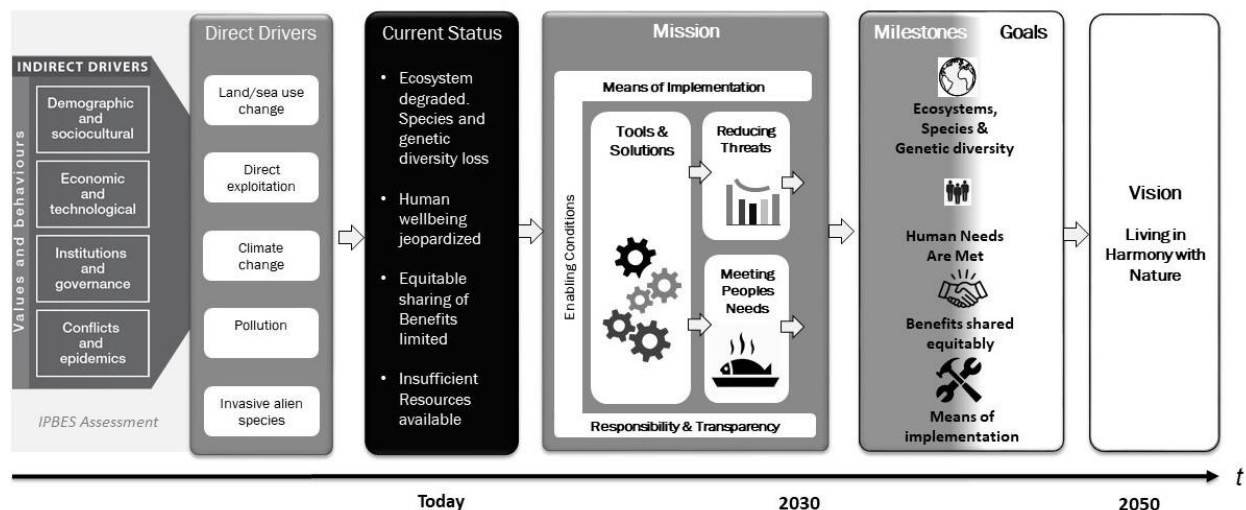 Values and behaviours
INDIRECT DRIVERS
Demographic
and
sociocultural
Economic
and
technological
Institutions
and
governance
Conflicts
and
epidemics
IPBES Assessment
Direct Drivers
Land/sea use
change
Direct
exploitation
Climate
change
Pollution
Invasive alien
species
Current Status
• Ecosystem
degraded.
Species and
genetic
diversity loss
• Human
wellbeing
jeopardized
• Equitable
sharing of
Benefits
limited
• Insufficient
Resources
available
Mission
Means of Implementation
Enabling Conditions
Tools &
Solutions
Reducing
Threats
Meeting
Peoples
Needs
Responsibility & Transparency
Milestones Goals
Ecosystems,
Species &
Genetic diversity
Human Needs
Are Met
Benefits shared
equitably
Means of
implementation
Vision
Living in
Harmony with
Nature
t
Today
2030
2050